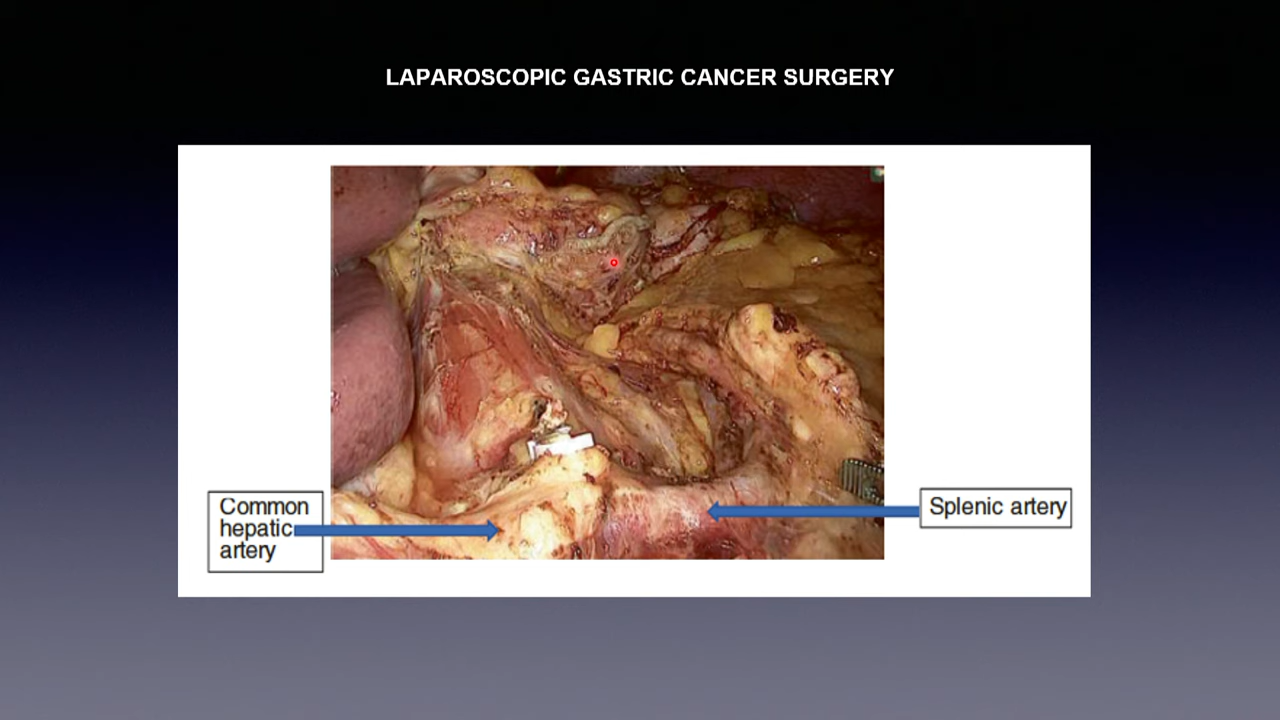 LAPAROSCOPIC GASTRIC CANCER SURGERY
Common
hepatic
artery
Splenic artery